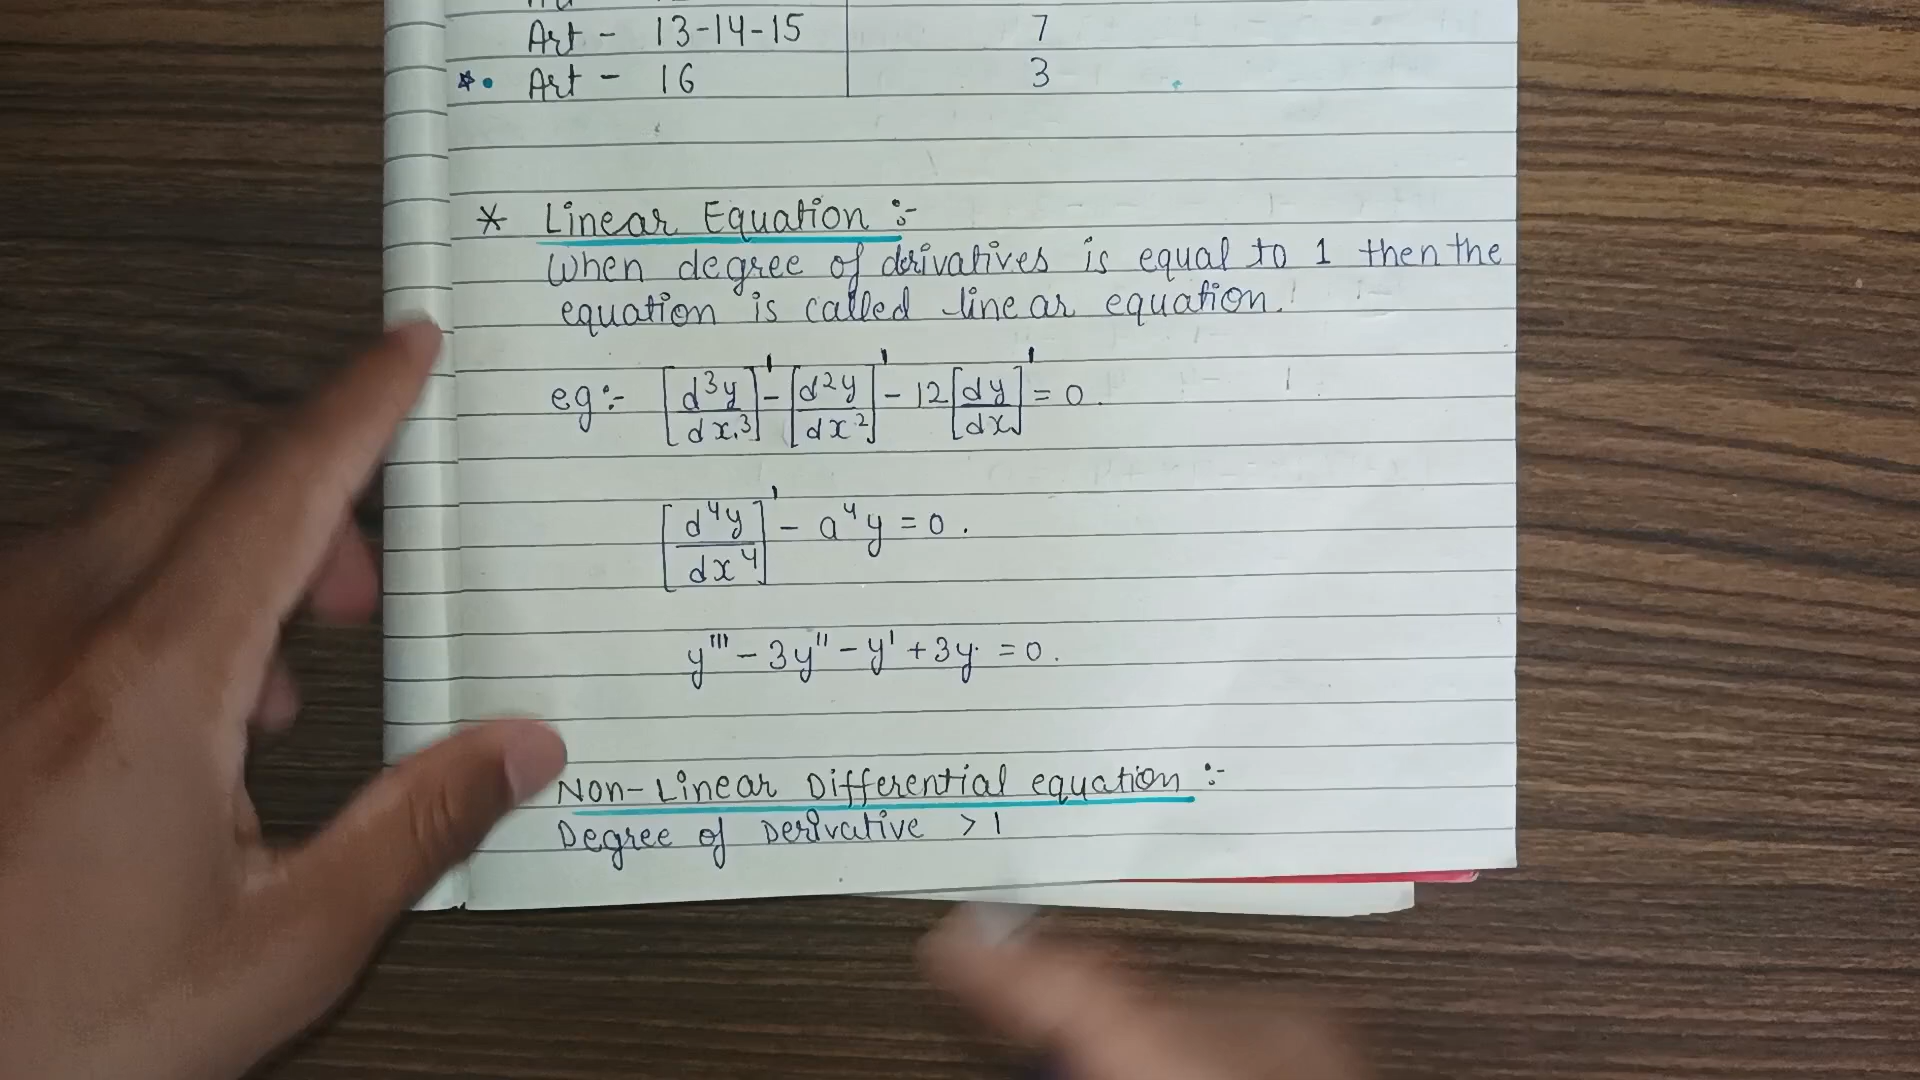 Art - 13-14-15 7
☆• Art - 16 3
* Linear Equation :-
When degree of derivatives is equal to 1 then the
equation is called linear equation.
eg:- [d³y/dx³]¹ - [d²y/dx²]¹ - 12[dy/dx]¹ = 0.
[d⁴y/dx⁴]¹ - a⁴y = 0.
y''' - 3y'' - y' + 3y = 0.
Non-Linear Differential equation :-
Degree of Derivative > 1